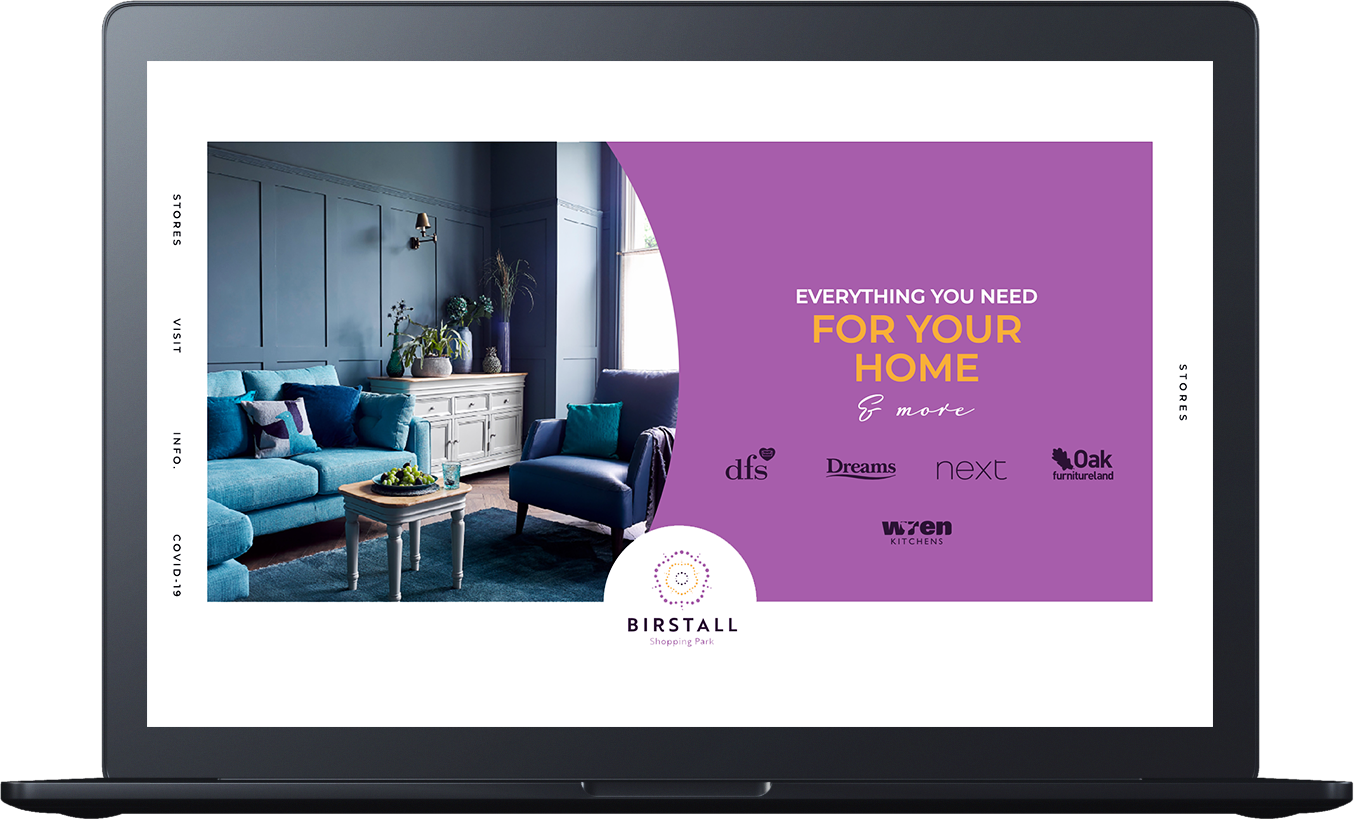 STORES
VISIT
INFO.
COVID-19
EVERYTHING YOU NEED
FOR YOUR
HOME
& more
dfs
Dreams
next
Oak
furnitureland
wren
KITCHENS
BIRSTALL
Shopping Park
STORES